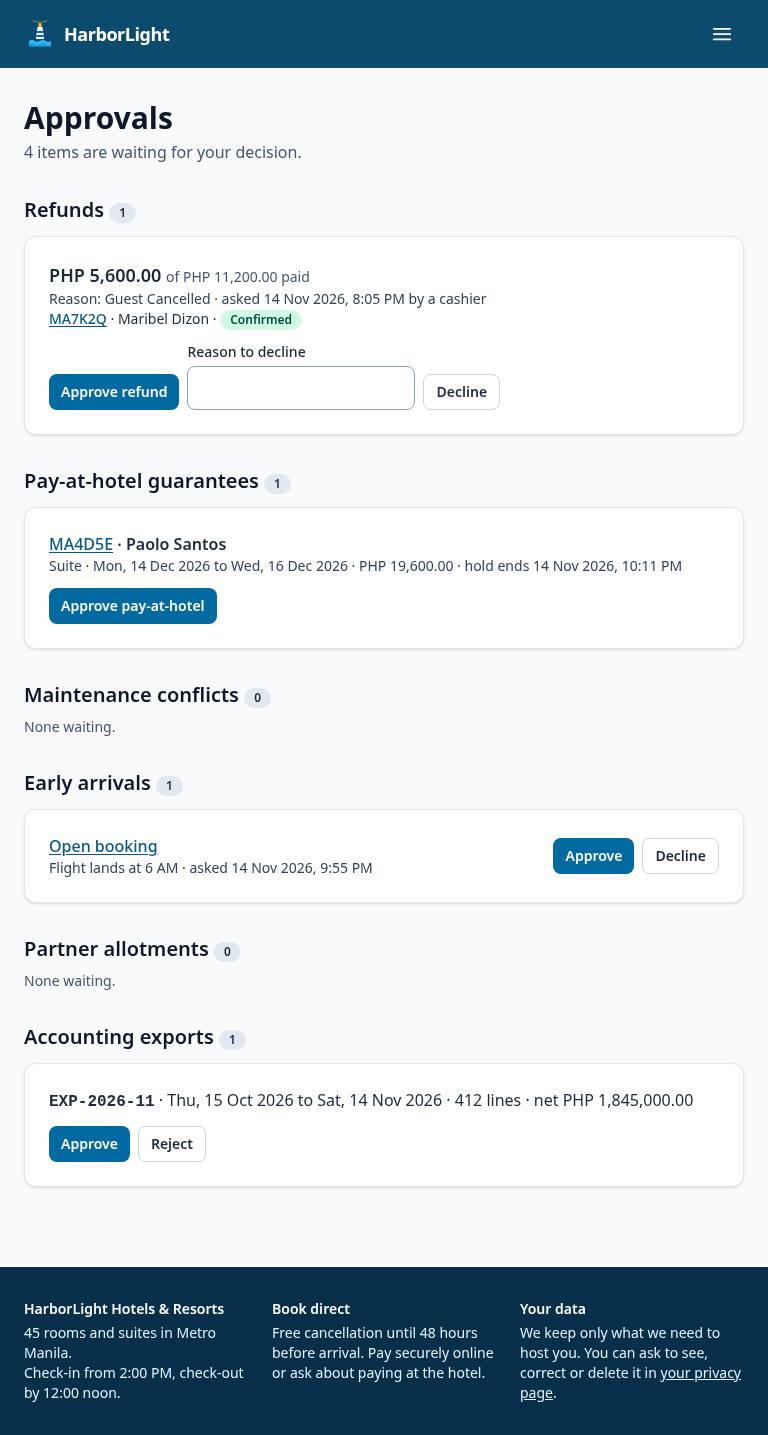 HarborLight
Approvals
4 items are waiting for your decision.
Refunds 1
PHP 5,600.00 of PHP 11,200.00 paid
Reason: Guest Cancelled · asked 14 Nov 2026, 8:05 PM by a cashier
MA7K2Q · Maribel Dizon · Confirmed
Reason to decline
Approve refund Decline
Pay-at-hotel guarantees 1
MA4D5E · Paolo Santos
Suite · Mon, 14 Dec 2026 to Wed, 16 Dec 2026 · PHP 19,600.00 · hold ends 14 Nov 2026, 10:11 PM
Approve pay-at-hotel
Maintenance conflicts 0
None waiting.
Early arrivals 1
Open booking
Flight lands at 6 AM · asked 14 Nov 2026, 9:55 PM
Approve Decline
Partner allotments 0
None waiting.
Accounting exports 1
EXP-2026-11 · Thu, 15 Oct 2026 to Sat, 14 Nov 2026 · 412 lines · net PHP 1,845,000.00
Approve Reject
HarborLight Hotels & Resorts
45 rooms and suites in Metro
Manila.
Check-in from 2:00 PM, check-out
by 12:00 noon.
Book direct
Free cancellation until 48 hours
before arrival. Pay securely online
or ask about paying at the hotel.
Your data
We keep only what we need to
host you. You can ask to see,
correct or delete it in your privacy
page.